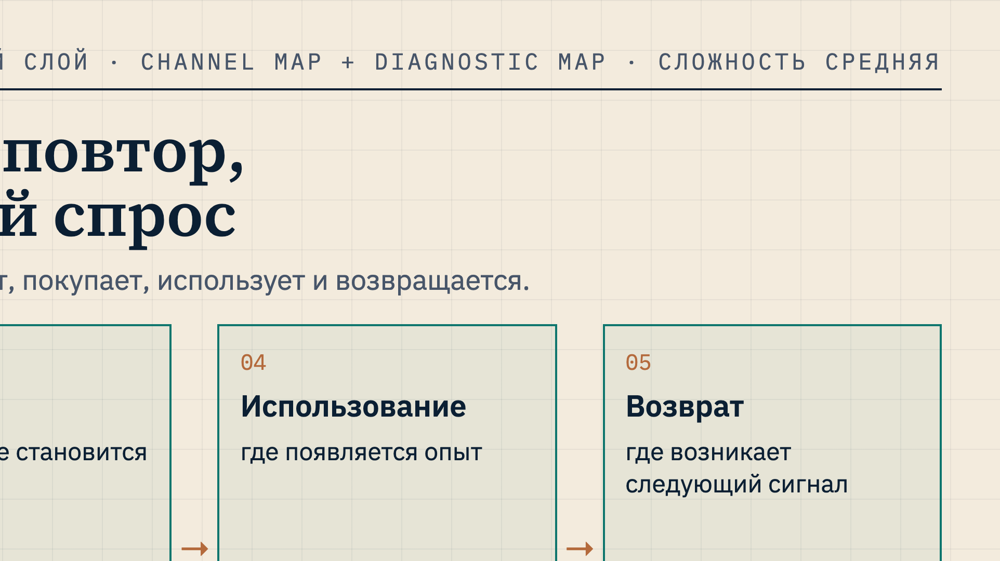 Й СЛОЙ · CHANNEL MAP + DIAGNOSTIC MAP · СЛОЖНОСТЬ СРЕДНЯЯ
повтор,
й спрос
т, покупает, использует и возвращается.
е становится
04
Использование
где появляется опыт
05
Возврат
где возникает
следующий сигнал